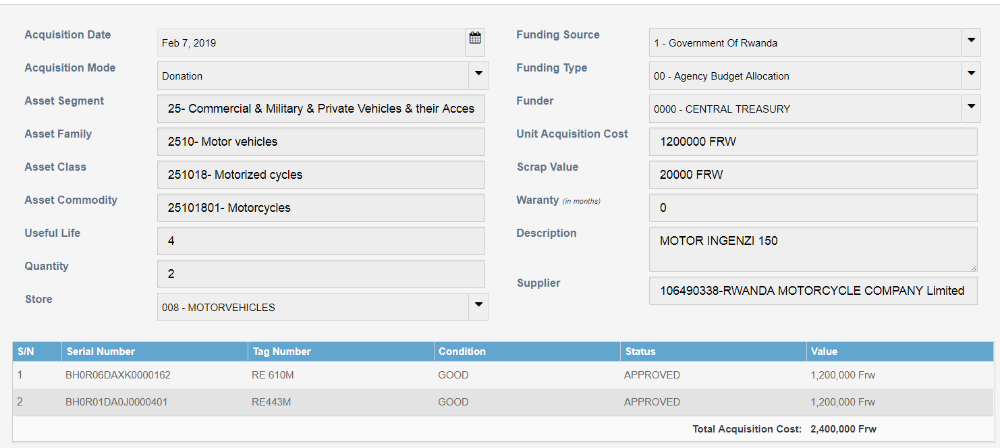 Acquisition Date
Feb 7, 2019
Acquisition Mode
Donation
Asset Segment
25- Commercial & Military & Private Vehicles & their Acces
Asset Family
2510- Motor vehicles
Asset Class
251018- Motorized cycles
Asset Commodity
25101801- Motorcycles
Useful Life
4
Quantity
2
Store
008 - MOTORVEHICLES
Funding Source
1 - Government Of Rwanda
Funding Type
00 - Agency Budget Allocation
Funder
0000 - CENTRAL TREASURY
Unit Acquisition Cost
1200000 FRW
Scrap Value
20000 FRW
Waranty (in months)
0
Description
MOTOR INGENZI 150
Supplier
106490338-RWANDA MOTORCYCLE COMPANY Limited
S/N Serial Number Tag Number Condition Status Value
1 BH0R06DAXK0000162 RE 610M GOOD APPROVED 1,200,000 Frw
2 BH0R01DA0J0000401 RE443M GOOD APPROVED 1,200,000 Frw
Total Acquisition Cost: 2,400,000 Frw